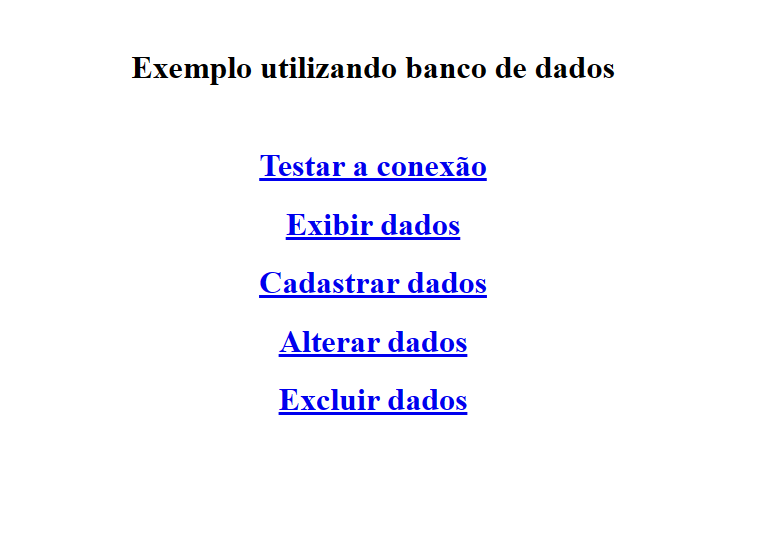 Exemplo utilizando banco de dados
Testar a conexão
Exibir dados
Cadastrar dados
Alterar dados
Excluir dados